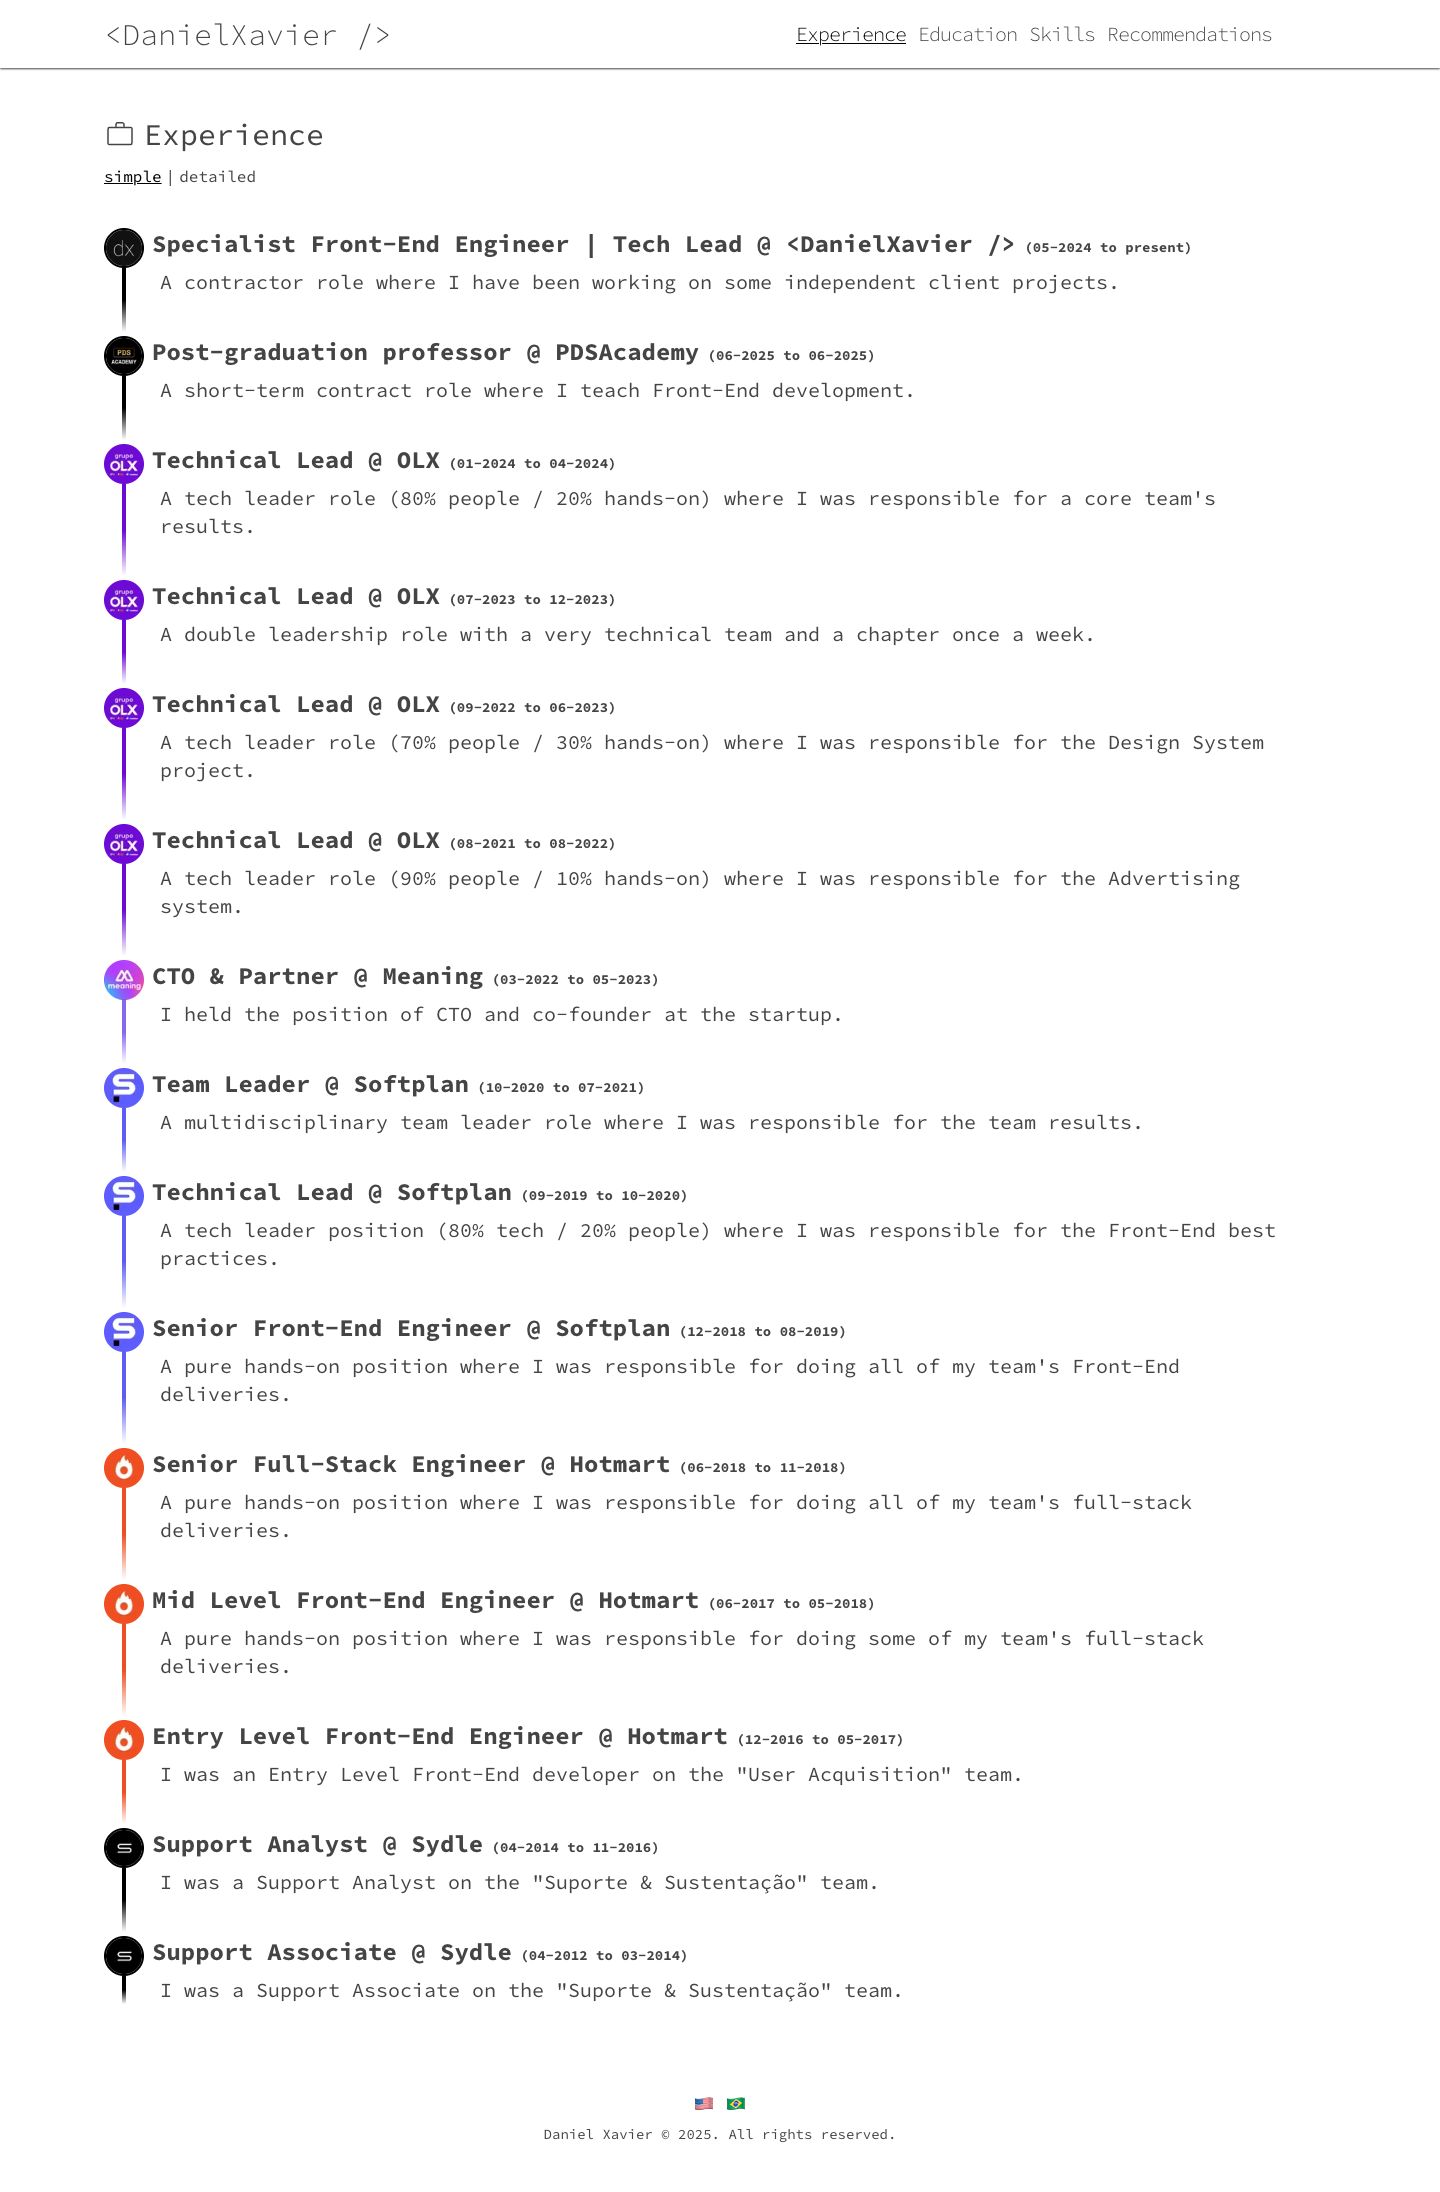 <DanielXavier />
Experience Education Skills Recommendations
Experience
simple | detailed
dx
Specialist Front-End Engineer | Tech Lead @ <DanielXavier /> (05-2024 to present)
A contractor role where I have been working on some independent client projects.
PDS
ACADEMY
Post-graduation professor @ PDSAcademy (06-2025 to 06-2025)
A short-term contract role where I teach Front-End development.
grupo
OLX
Technical Lead @ OLX (01-2024 to 04-2024)
A tech leader role (80% people / 20% hands-on) where I was responsible for a core team's
results.
grupo
OLX
Technical Lead @ OLX (07-2023 to 12-2023)
A double leadership role with a very technical team and a chapter once a week.
grupo
OLX
Technical Lead @ OLX (09-2022 to 06-2023)
A tech leader role (70% people / 30% hands-on) where I was responsible for the Design System
project.
grupo
OLX
Technical Lead @ OLX (08-2021 to 08-2022)
A tech leader role (90% people / 10% hands-on) where I was responsible for the Advertising
system.
meaning
CTO & Partner @ Meaning (03-2022 to 05-2023)
I held the position of CTO and co-founder at the startup.
Team Leader @ Softplan (10-2020 to 07-2021)
A multidisciplinary team leader role where I was responsible for the team results.
Technical Lead @ Softplan (09-2019 to 10-2020)
A tech leader position (80% tech / 20% people) where I was responsible for the Front-End best
practices.
Senior Front-End Engineer @ Softplan (12-2018 to 08-2019)
A pure hands-on position where I was responsible for doing all of my team's Front-End
deliveries.
Senior Full-Stack Engineer @ Hotmart (06-2018 to 11-2018)
A pure hands-on position where I was responsible for doing all of my team's full-stack
deliveries.
Mid Level Front-End Engineer @ Hotmart (06-2017 to 05-2018)
A pure hands-on position where I was responsible for doing some of my team's full-stack
deliveries.
Entry Level Front-End Engineer @ Hotmart (12-2016 to 05-2017)
I was an Entry Level Front-End developer on the "User Acquisition" team.
Support Analyst @ Sydle (04-2014 to 11-2016)
I was a Support Analyst on the "Suporte & Sustentação" team.
Support Associate @ Sydle (04-2012 to 03-2014)
I was a Support Associate on the "Suporte & Sustentação" team.
Daniel Xavier © 2025. All rights reserved.